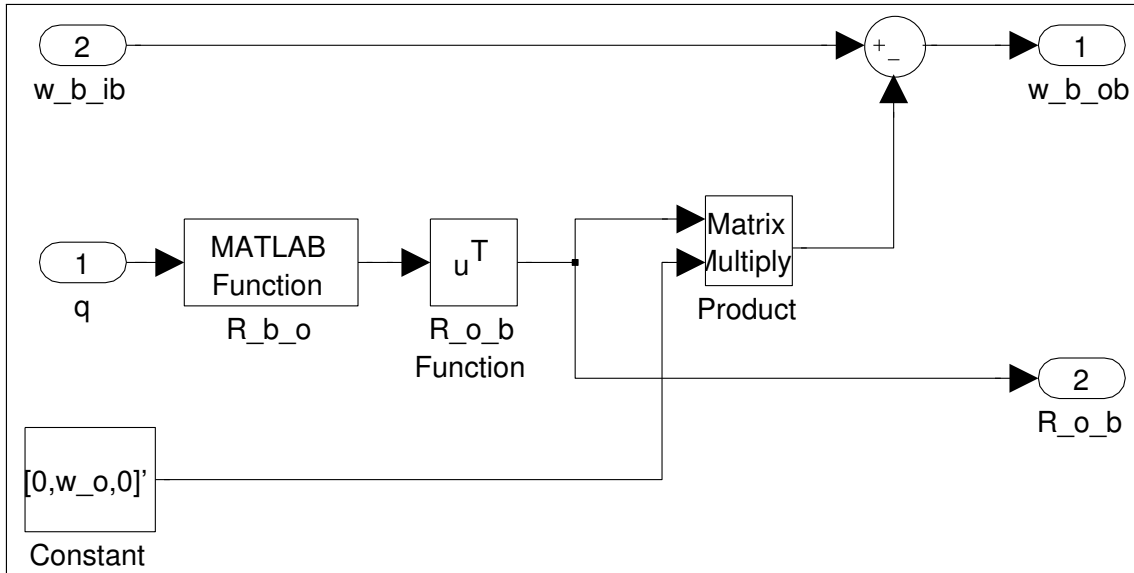 2
w_b_ib
+
−
1
w_b_ob
1
q
MATLAB
Function
R_b_o
u^T
R_o_b
Function
Matrix
Multiply
Product
2
R_o_b
[0,w_o,0]'
Constant